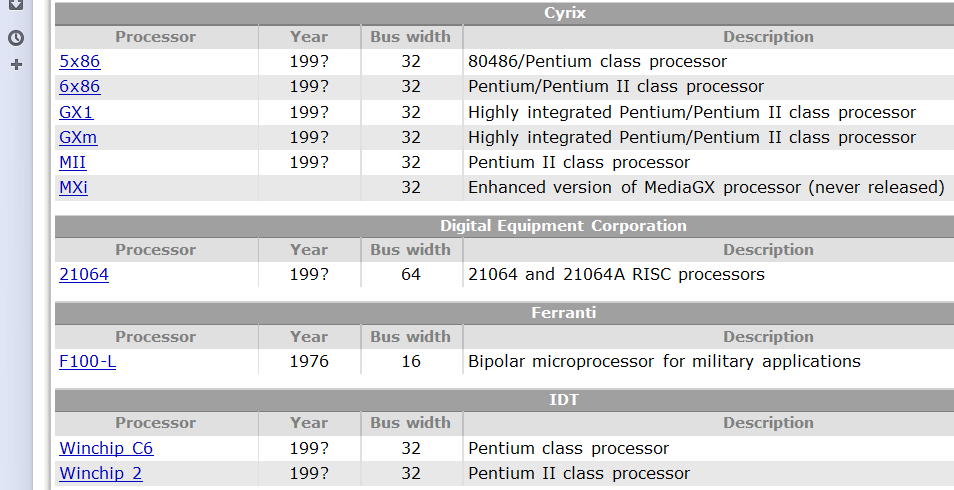 Cyrix
Processor Year Bus width Description
5x86 199? 32 80486/Pentium class processor
6x86 199? 32 Pentium/Pentium II class processor
GX1 199? 32 Highly integrated Pentium/Pentium II class processor
GXm 199? 32 Highly integrated Pentium/Pentium II class processor
MII 199? 32 Pentium II class processor
MXi 32 Enhanced version of MediaGX processor (never released)
Digital Equipment Corporation
Processor Year Bus width Description
21064 199? 64 21064 and 21064A RISC processors
Ferranti
Processor Year Bus width Description
F100-L 1976 16 Bipolar microprocessor for military applications
IDT
Processor Year Bus width Description
Winchip C6 199? 32 Pentium class processor
Winchip 2 199? 32 Pentium II class processor